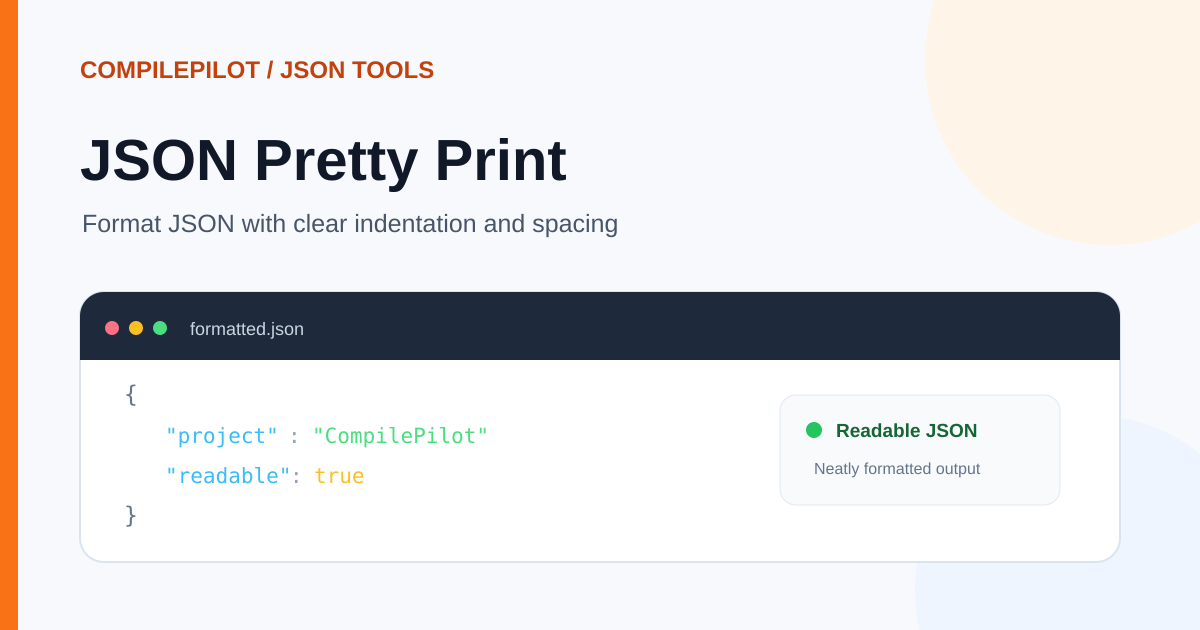 COMPILEPILOT / JSON TOOLS
JSON Pretty Print
Format JSON with clear indentation and spacing
formatted.json
{
"project" : "CompilePilot"
"readable": true
}
Readable JSON
Neatly formatted output